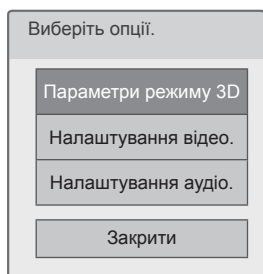 Виберіть опції.
Параметри режиму 3D
Налаштування відео.
Налаштування аудіо.
Закрити